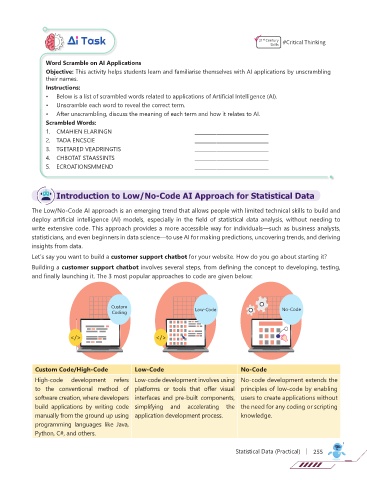 Ai Task
21st Century Skills #Critical Thinking
Word Scramble on AI Applications
Objective: This activity helps students learn and familiarise themselves with AI applications by unscrambling
their names.
Instructions:
• Below is a list of scrambled words related to applications of Artificial Intelligence (AI).
• Unscramble each word to reveal the correct term.
• After unscrambling, discuss the meaning of each term and how it relates to AI.
Scrambled Words:
1. CMAHIEN ELARINGN
2. TADA ENCSCIE
3. TGETARED VEADRINGTIS
4. CHBOTAT STAASSINTS
5. ECROATIONSMMEND
Introduction to Low/No-Code AI Approach for Statistical Data
The Low/No-Code AI approach is an emerging trend that allows people with limited technical skills to build and
deploy artificial intelligence (AI) models, especially in the field of statistical data analysis, without needing to
write extensive code. This approach provides a more accessible way for individuals—such as business analysts,
statisticians, and even beginners in data science—to use AI for making predictions, uncovering trends, and deriving
insights from data.
Let's say you want to build a customer support chatbot for your website. How do you go about starting it?
Building a customer support chatbot involves several steps, from defining the concept to developing, testing,
and finally launching it. The 3 most popular approaches to code are given below:
Custom
Coding
Low-Code
No-Code
</>
</>
Custom Code/High-Code
High-code development refers
to the conventional method of
software creation, where developers
build applications by writing code
manually from the ground up using
programming languages like Java,
Python, C#, and others.
Low-Code
Low-code development involves using
platforms or tools that offer visual
interfaces and pre-built components,
simplifying and accelerating the
application development process.
No-Code
No-code development extends the
principles of low-code by enabling
users to create applications without
the need for any coding or scripting
knowledge.
Statistical Data (Practical) | 255